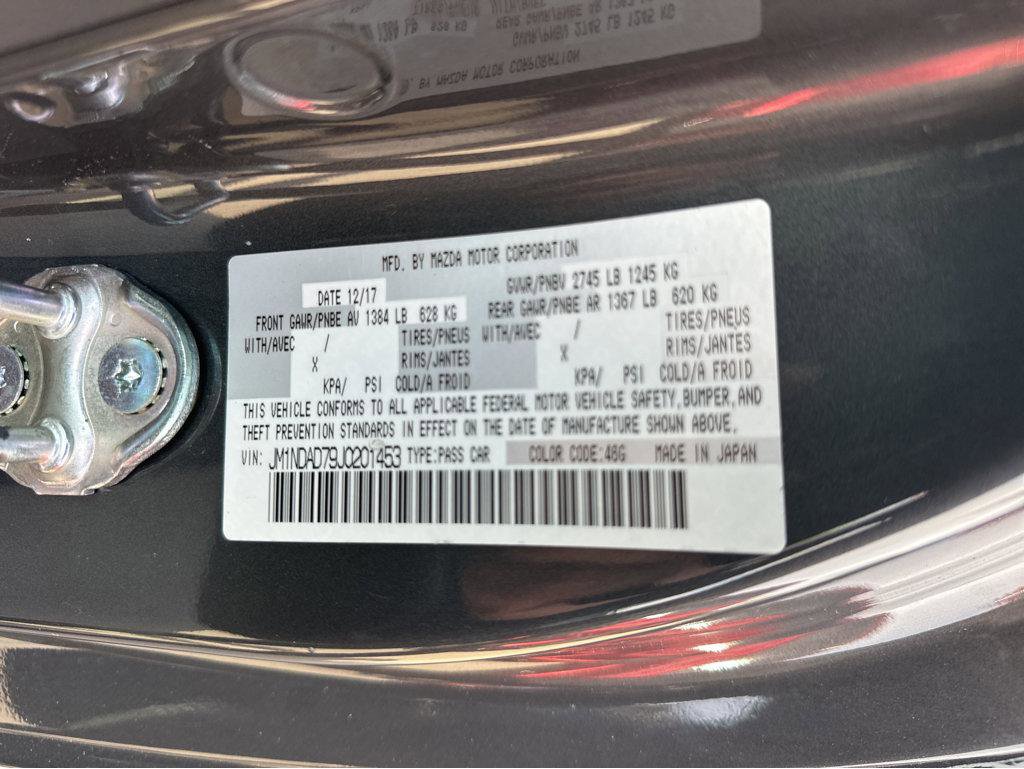 MFD. BY MAZDA MOTOR CORPORATION
DATE 12/17
GVWR/PNBV 2745 LB 1245 KG
FRONT GAWR/PNBE AV 1384 LB 628 KG
REAR GAWR/PNBE AR 1367 LB 620 KG
WITH/AVEC / TIRES/PNEUS WITH/AVEC / TIRES/PNEUS
X RIMS/JANTES X RIMS/JANTES
KPA/ PSI COLD/A FROID KPA/ PSI COLD/A FROID
THIS VEHICLE CONFORMS TO ALL APPLICABLE FEDERAL MOTOR VEHICLE SAFETY, BUMPER, AND
THEFT PREVENTION STANDARDS IN EFFECT ON THE DATE OF MANUFACTURE SHOWN ABOVE.
VIN: JM1NDAD79J0201453 TYPE:PASS CAR COLOR CODE:46G MADE IN JAPAN